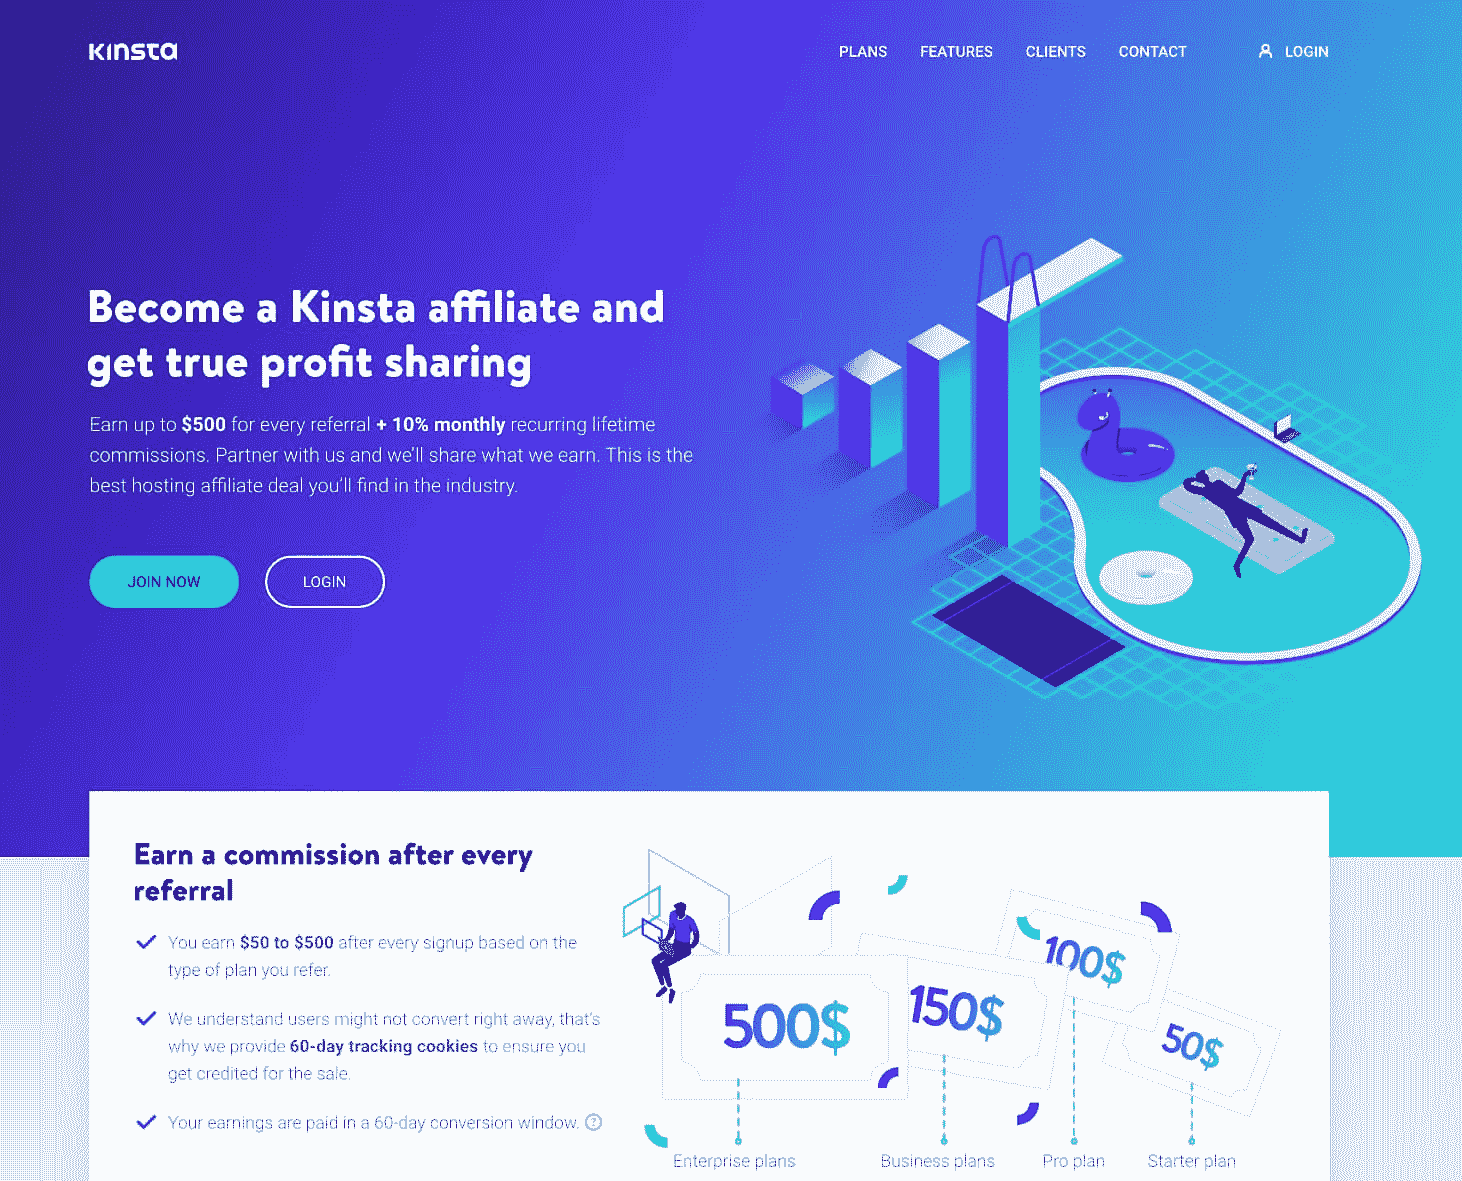 KINSTA
PLANS FEATURES CLIENTS CONTACT LOGIN
Become a Kinsta affiliate and
get true profit sharing
Earn up to $500 for every referral + 10% monthly recurring lifetime
commissions. Partner with us and we'll share what we earn. This is the
best hosting affiliate deal you'll find in the industry.
JOIN NOW LOGIN
Earn a commission after every
referral
You earn $50 to $500 after every signup based on the
type of plan you refer.
We understand users might not convert right away, that's
why we provide 60-day tracking cookies to ensure you
get credited for the sale.
Your earnings are paid in a 60-day conversion window. ?
500$
150$
100$
50$
Enterprise plans Business plans Pro plan Starter plan